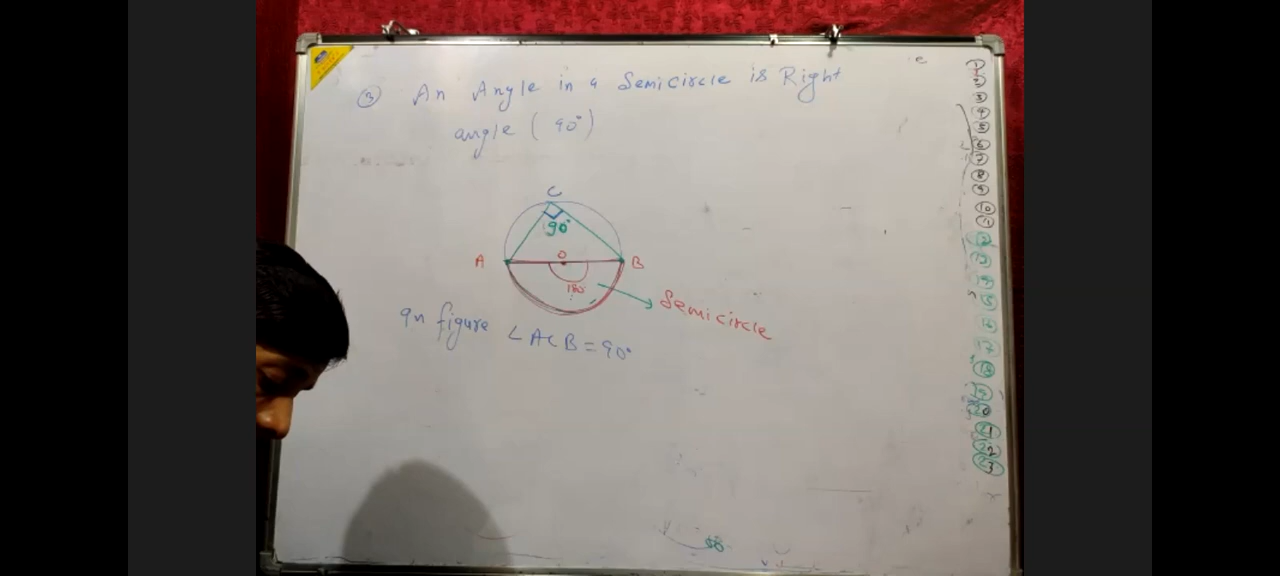 ③ An Angle in a Semicircle is Right
angle (90°)
C
90°
A O B
180°
Semicircle
In figure ∠ACB=90°